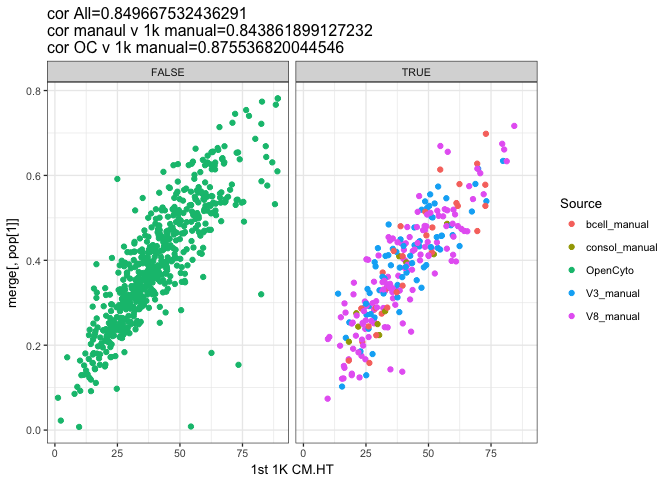 cor All=0.849667532436291
cor manaul v 1k manual=0.843861899127232
cor OC v 1k manual=0.875536820044546
FALSE
TRUE
0.8
0.6
0.4
0.2
0.0
merge[, pop[1]]
0
25
50
75
0
25
50
75
1st 1K CM.HT
Source
bcell_manual
consol_manual
OpenCyto
V3_manual
V8_manual